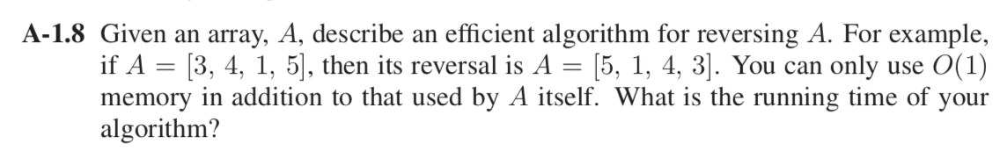 A-1.8 Given an array, A, describe an efficient algorithm for reversing A. For example,
if A = [3, 4, 1, 5], then its reversal is A = [5, 1, 4, 3]. You can only use O(1)
memory in addition to that used by A itself. What is the running time of your
algorithm?